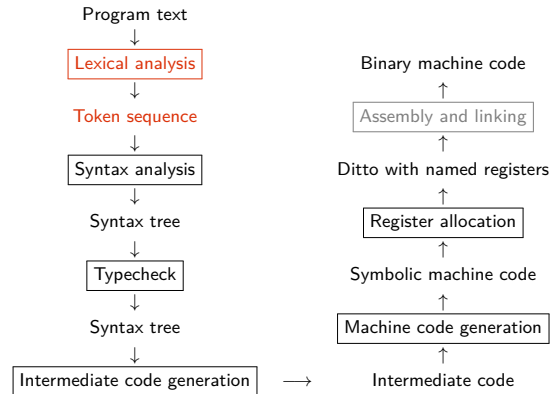 Program text
Lexical analysis
Token sequence
Syntax analysis
Syntax tree
Typecheck
Syntax tree
Intermediate code generation
Binary machine code
Assembly and linking
Ditto with named registers
Register allocation
Symbolic machine code
Machine code generation
Intermediate code